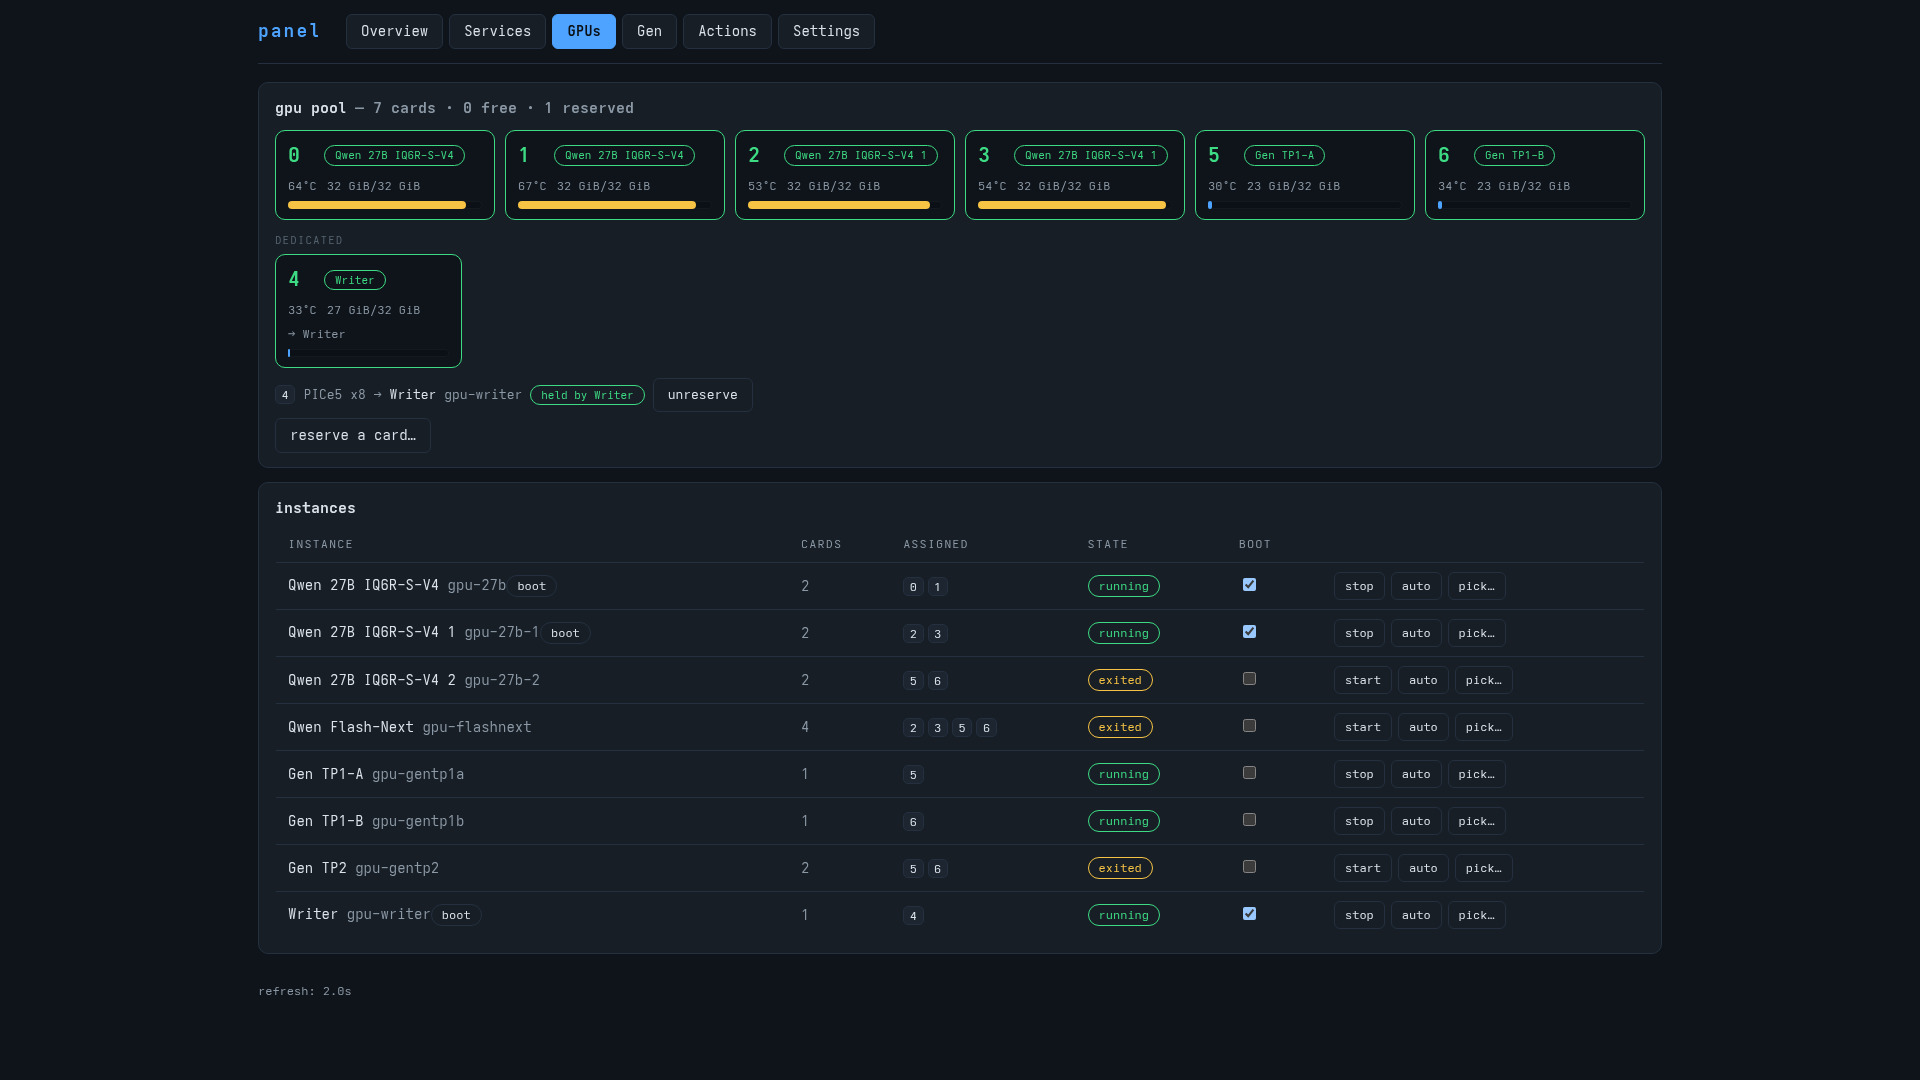 panel Overview Services GPUs Gen Actions Settings
gpu pool — 7 cards · 0 free · 1 reserved
0 Qwen 27B IQ6R-S-V4
64°C 32 GiB/32 GiB
1 Qwen 27B IQ6R-S-V4
67°C 32 GiB/32 GiB
2 Qwen 27B IQ6R-S-V4 1
53°C 32 GiB/32 GiB
3 Qwen 27B IQ6R-S-V4 1
54°C 32 GiB/32 GiB
5 Gen TP1-A
30°C 23 GiB/32 GiB
6 Gen TP1-B
34°C 23 GiB/32 GiB
DEDICATED
4 Writer
33°C 27 GiB/32 GiB
→ Writer
4 PICe5 x8 → Writer gpu-writer held by Writer unreserve
reserve a card…
instances
INSTANCE CARDS ASSIGNED STATE BOOT
Qwen 27B IQ6R-S-V4 gpu-27b boot 2 0 1 running stop auto pick…
Qwen 27B IQ6R-S-V4 1 gpu-27b-1 boot 2 2 3 running stop auto pick…
Qwen 27B IQ6R-S-V4 2 gpu-27b-2 2 5 6 exited start auto pick…
Qwen Flash-Next gpu-flashnext 4 2 3 5 6 exited start auto pick…
Gen TP1-A gpu-gentp1a 1 5 running stop auto pick…
Gen TP1-B gpu-gentp1b 1 6 running stop auto pick…
Gen TP2 gpu-gentp2 2 5 6 exited start auto pick…
Writer gpu-writer boot 1 4 running stop auto pick…
refresh: 2.0s